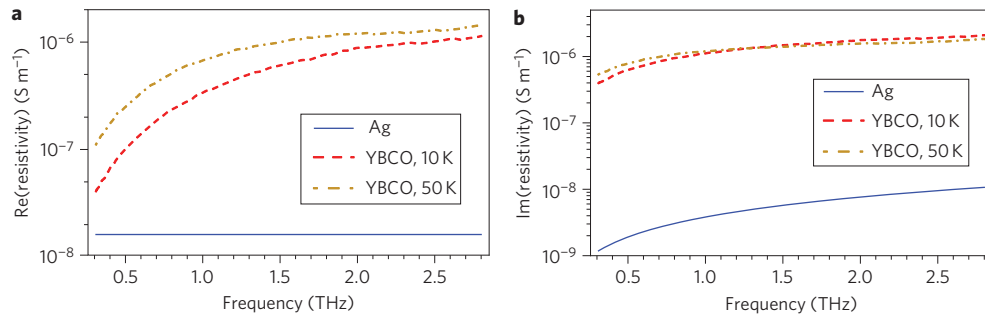 a
Re(resistivity) (S m⁻¹)
10⁻⁶
10⁻⁷
10⁻⁸
Ag
YBCO, 10 K
YBCO, 50 K
0.5 1.0 1.5 2.0 2.5
Frequency (THz)
b
Im(resistivity) (S m⁻¹)
10⁻⁶
10⁻⁷
10⁻⁸
10⁻⁹
Ag
YBCO, 10 K
YBCO, 50 K
0.5 1.0 1.5 2.0 2.5
Frequency (THz)